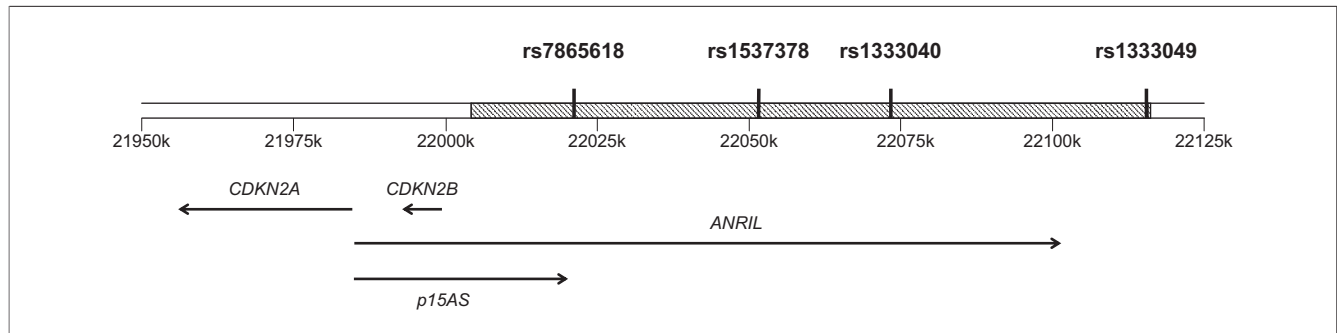 rs7865618 rs1537378 rs1333040 rs1333049
21950k 21975k 22000k 22025k 22050k 22075k 22100k 22125k
CDKN2A CDKN2B
ANRIL
p15AS